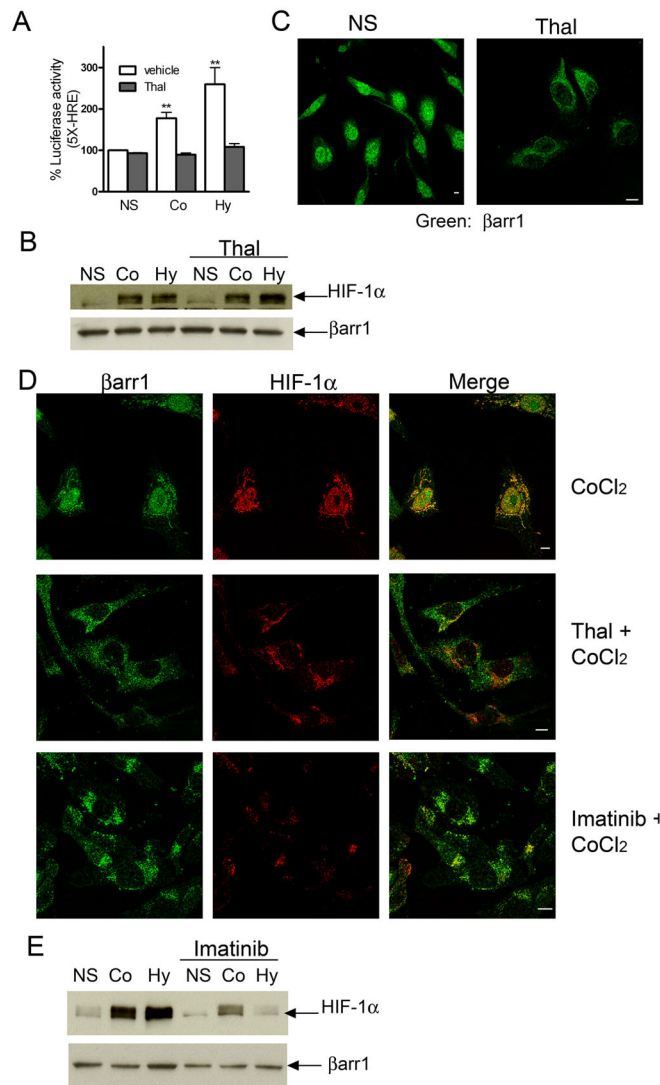 A
% Luciferase activity
(5X-HRE)
300
200
100
0
vehicle
Thal
**
**
NS Co Hy
C
NS Thal
Green: βarr1
B
Thal
NS Co Hy NS Co Hy
HIF-1α
βarr1
D
βarr1 HIF-1α Merge
CoCl2
Thal +
CoCl2
Imatinib +
CoCl2
E
Imatinib
NS Co Hy NS Co Hy
HIF-1α
βarr1